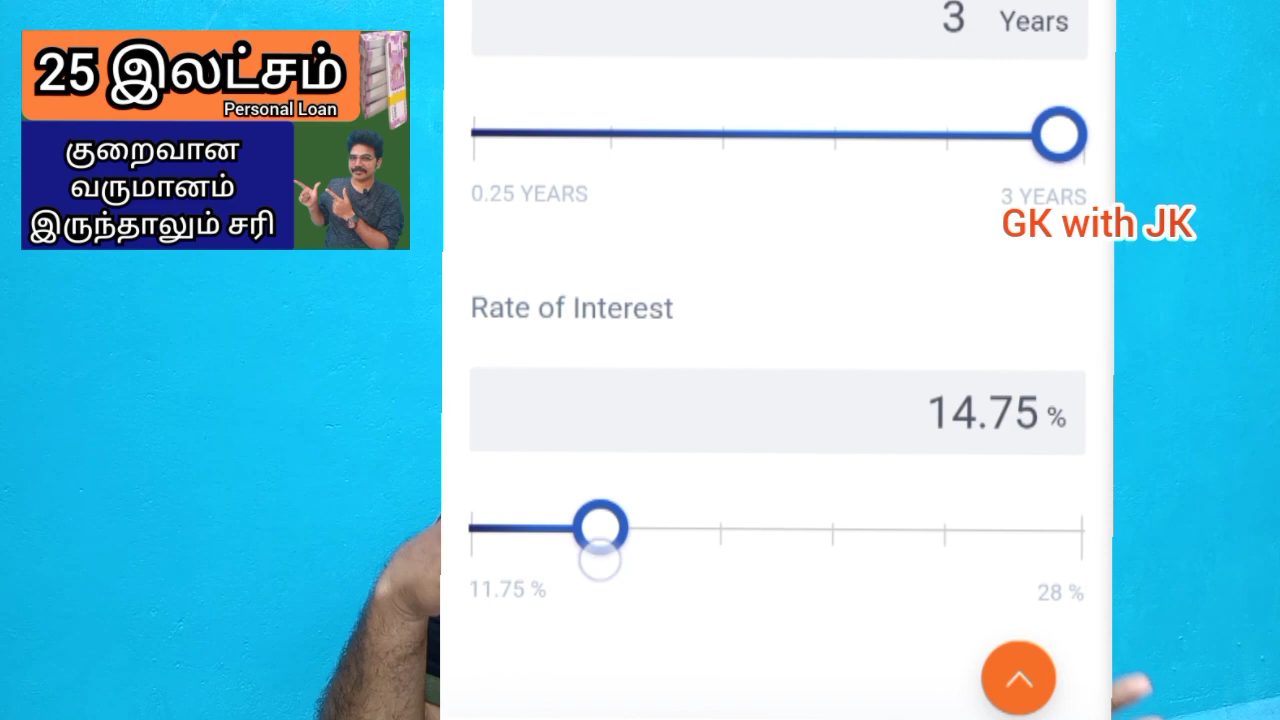 25 இலட்சம்
Personal Loan
குறைவான
வருமானம்
இருந்தாலும் சரி
3 Years
0.25 YEARS
3 YEARS
GK with JK
Rate of Interest
14.75 %
11.75 %
28 %